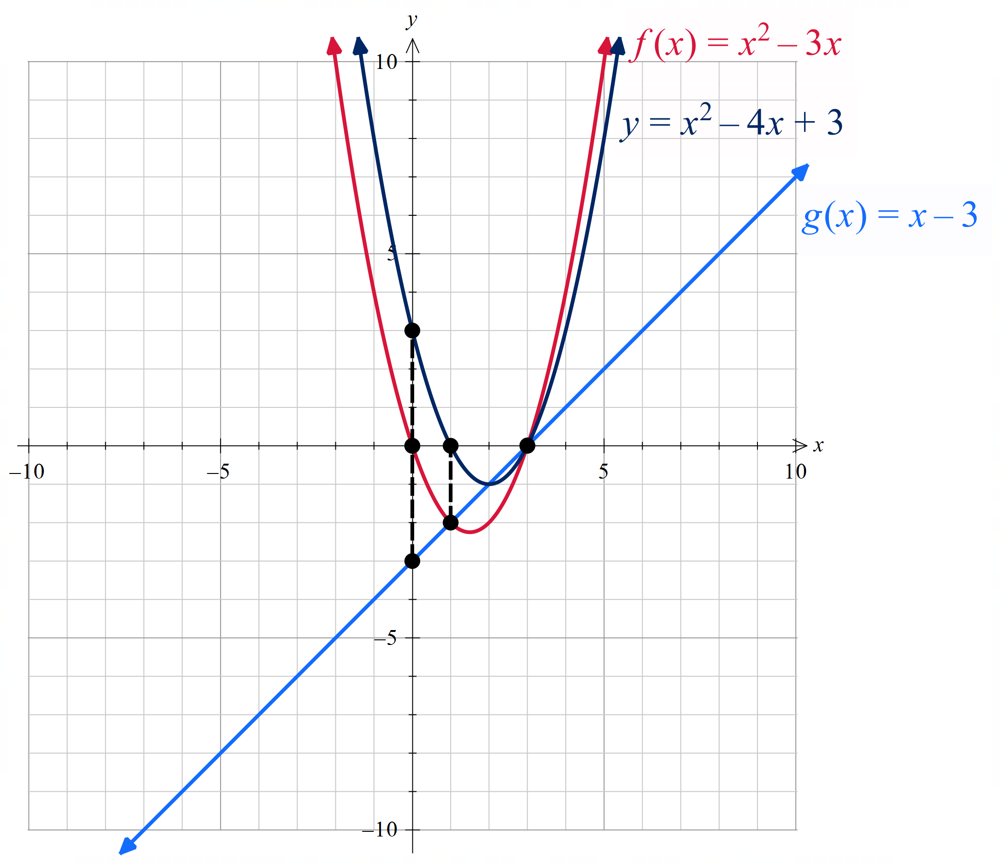 y
f(x) = x² – 3x
10
y = x² – 4x + 3
g(x) = x – 3
5
x
–10 –5 5 10
–5
–10